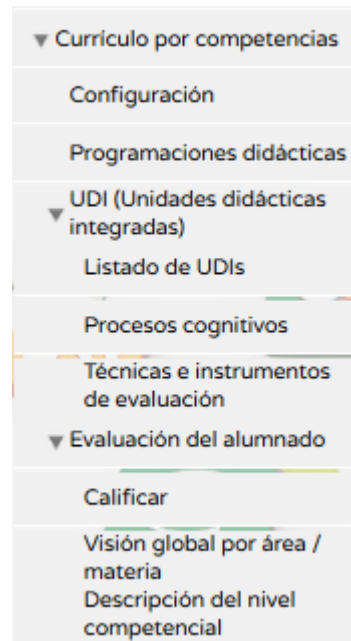 Currículo por competencias
Configuración
Programaciones didácticas
UDI (Unidades didácticas
integradas)
Listado de UDIs
Procesos cognitivos
Técnicas e instrumentos
de evaluación
Evaluación del alumnado
Calificar
Visión global por área /
materia
Descripción del nivel
competencial